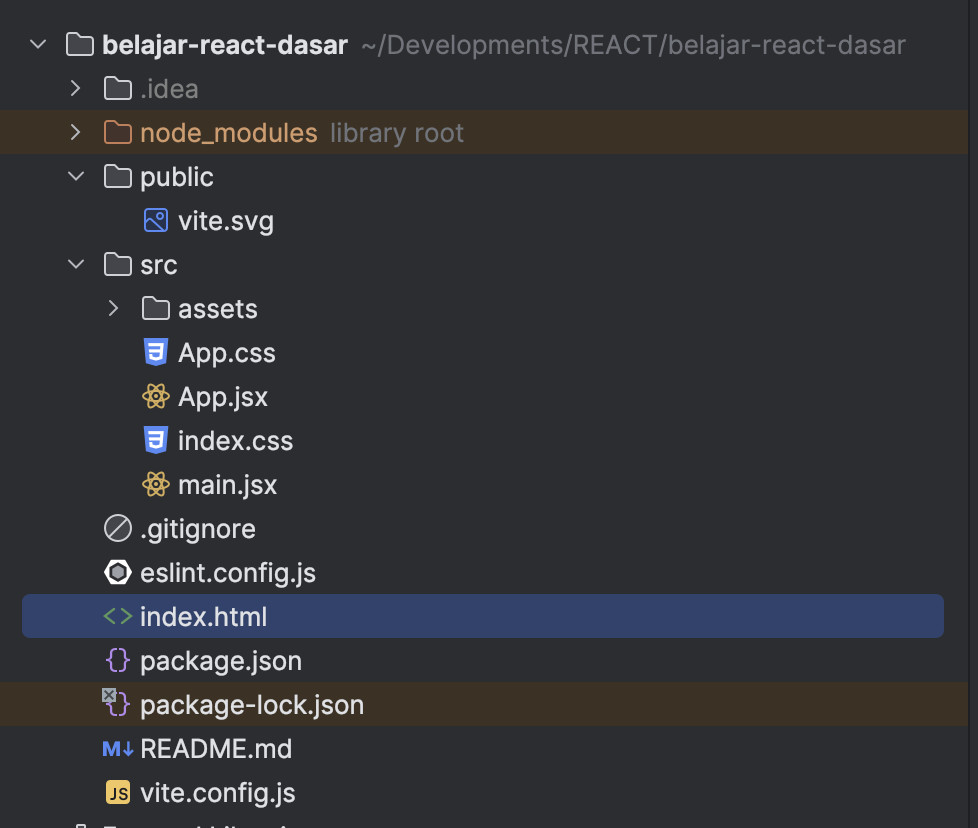 belajar-react-dasar ~/Developments/REACT/belajar-react-dasar
.idea
node_modules library root
public
vite.svg
src
assets
App.css
App.jsx
index.css
main.jsx
.gitignore
eslint.config.js
index.html
package.json
package-lock.json
README.md
vite.config.js